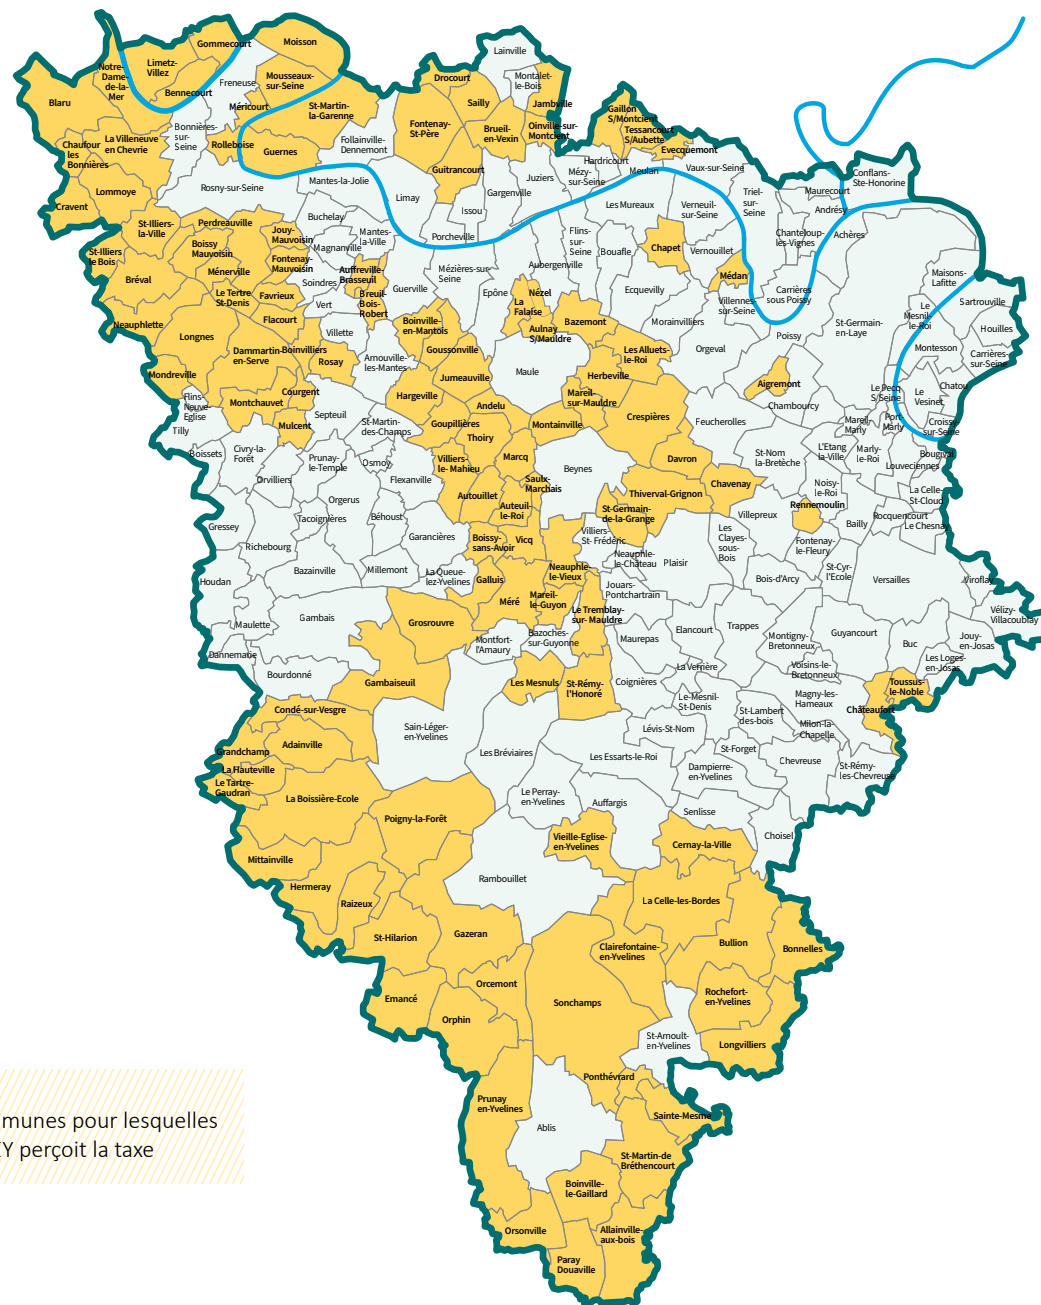 Lainville
Gommecourt
Moisson
Limetz-
Villez
Notre-
Dame-
de-la-
Mer
Bennecourt
Freneuse
Mousseaux-
sur-Seine
Drocourt
Montalet-
le-Bois
Blaru
Méricourt
St-Martin-
la-Garenne
Sailly
Jambville
Gaillon
S/Montcient
La Villeneuve
en Chevrie
Bonnières-
sur-
Seine
Rolleboise
Guernes
Follainville-
Dennemont
Fontenay-
St-Père
Brueil-
en-Vexin
Oinville-sur-
Montcient
Tessancourt
S/Aubette
Evecquemont
Chaufour
les
Bonnières
Lommoye
Cravent
Rosny-sur-Seine
Mantes-la-Jolie
Guitrancourt
Limay
Gargenville
Issou
Porcheville
Juziers
Mézy-
sur-Seine
Hardricourt
Meulan
Vaux-sur-Seine
Les Mureaux
Verneuil-
sur-Seine
Triel-
sur-
Seine
Maurecourt
Conflans-
Ste-Honorine
Andrésy
Chanteloup-
les-Vignes
Achères
St-Illiers-
la-Ville
Perdreauville
Buchelay
Jouy-
Mauvoisin
Magnanville
Mantes-
la-Ville
St-Illiers
le Bois
Boissy
Mauvoisin
Fontenay-
Mauvoisin
Ménerville
Soindres
Auffreville-
Brasseuil
Bréval
Le Tertre
St-Denis
Favrieux
Vert
Breuil-
Bois-
Robert
Guerville
Mézières-sur-
Seine
Epône
Aubergenville
Flins-
sur-
Seine
Bouafle
Chapet
Vernouillet
Ecquevilly
Médan
Villennes-
sur-Seine
Morainvilliers
Carrières
sous Poissy
Poissy
Orgeval
Maisons-
Lafitte
Le
Mesnil-
le-Roi
Sartrouville
Houilles
St-Germain-
en-Laye
Montesson
Carrières-
sur-Seine
Neauphlette
Longnes
Flacourt
Villette
Boinville-
en-Mantois
Nézel
La
Falaise
Aulnay
S/Mauldre
Bazemont
Les Alluets-
le-Roi
Dammartin-
en-Serve
Boinvilliers
Rosay
Arnouville-
les-Mantes
Goussonville
Jumeauville
Maule
Herbeville
Mareil-
sur-Mauldre
Aigremont
Chambourcy
Le Pecq
S/Seine
Le
Vesinet
Chatou
Mondreville
Flins-
Neuve-
Eglise
Montchauvet
Courgent
Septeuil
Hargeville
Andelu
Crespières
Feucherolles
Mareil-
Marly
Port-
Marly
Croissy-
sur-Seine
Tilly
Mulcent
St-Martin-
des-Champs
Goupillières
Thoiry
Montainville
Boissets
Civry-la-
Forêt
Prunay-
le-Temple
Osmoy
Villiers-
le- Mahieu
Marcq
Beynes
Davron
St-Nom
la-Bretèche
L'Etang
la-Ville
Marly-
le-Roi
Bougival
Louveciennes
Orvilliers
Flexanville
Saulx-
Marchais
Thiverval-Grignon
Chavenay
Noisy-
le-Roi
La Celle-
St-Cloud
Orgerus
Autouillet
Auteuil-
le-Roi
St-Germain-
de-la-Grange
Villepreux
Rennemoulin
Bailly
Rocquencourt
Le Chesnay
Gressey
Tacoignières
Béhoust
Garancières
Boissy-
sans-Avoir
Vicq
Villiers-
St- Frédéric
Les
Clayes-
sous-
Bois
Fontenay-
le-Fleury
Richebourg
Neauphle-
le-Château
Plaisir
St-Cyr-
l'Ecole
Houdan
Bazainville
Millemont
La Queue-
lez-Yvelines
Galluis
Neauphle-
le-Vieux
Jouars-
Pontchartrain
Bois-d'Arcy
Versailles
Viroflay
Méré
Mareil-
le-Guyon
Le Tremblay-
sur- Mauldre
Vélizy-
Villacoublay
Maulette
Gambais
Grosrouvre
Montfort-
l'Amaury
Bazoches-
sur-Guyonne
Maurepas
Elancourt
Trappes
Montigny-
Bretonneux
Guyancourt
Buc
Jouy-
en-Josas
Les Loges-
en-Josas
Dannemarie
Bourdonné
Gambaiseuil
Les Mesnuls
St-Rémy-
l'Honoré
Coignières
La Verrière
Voisins-le-
Bretonneux
Toussus-
le-Noble
Condé-sur-Vesgre
Sain-Léger-
en-Yvelines
Le-Mesnil-
St-Denis
St-Lambert
des-bois
Magny-les-
Hameaux
Châteaufort
Milon-la-
Chapelle
Grandchamp
Adainville
Les Bréviaires
Lévis-St-Nom
Les Essarts-le-Roi
St-Forget
Chevreuse
St-Rémy-
les-Chevreuse
La Hauteville
Le Tartre-
Gaudran
La Boissière-Ecole
Dampierre-
en-Yvelines
Le Perray-
en-Yvelines
Auffargis
Senlisse
Poigny-la-Forêt
Vieille-Eglise-
en-Yvelines
Cernay-la-Ville
Choisel
Mittainville
Hermeray
Raizeux
Rambouillet
La Celle-les-Bordes
St-Hilarion
Gazeran
Clairefontaine-
en-Yvelines
Bullion
Bonnelles
Emancé
Orcemont
Sonchamps
Rochefort-
en-Yvelines
Orphin
St-Arnoult-
en-Yvelines
Longvilliers
Ponthévrard
Prunay
en-Yvelines
Sainte-Mesme
Ablis
St-Martin-de
Bréthencourt
Boinville-
le-Gaillard
Orsonville
Allainville-
aux-bois
Paray
Douaville
munes pour lesquelles
Y perçoit la taxe